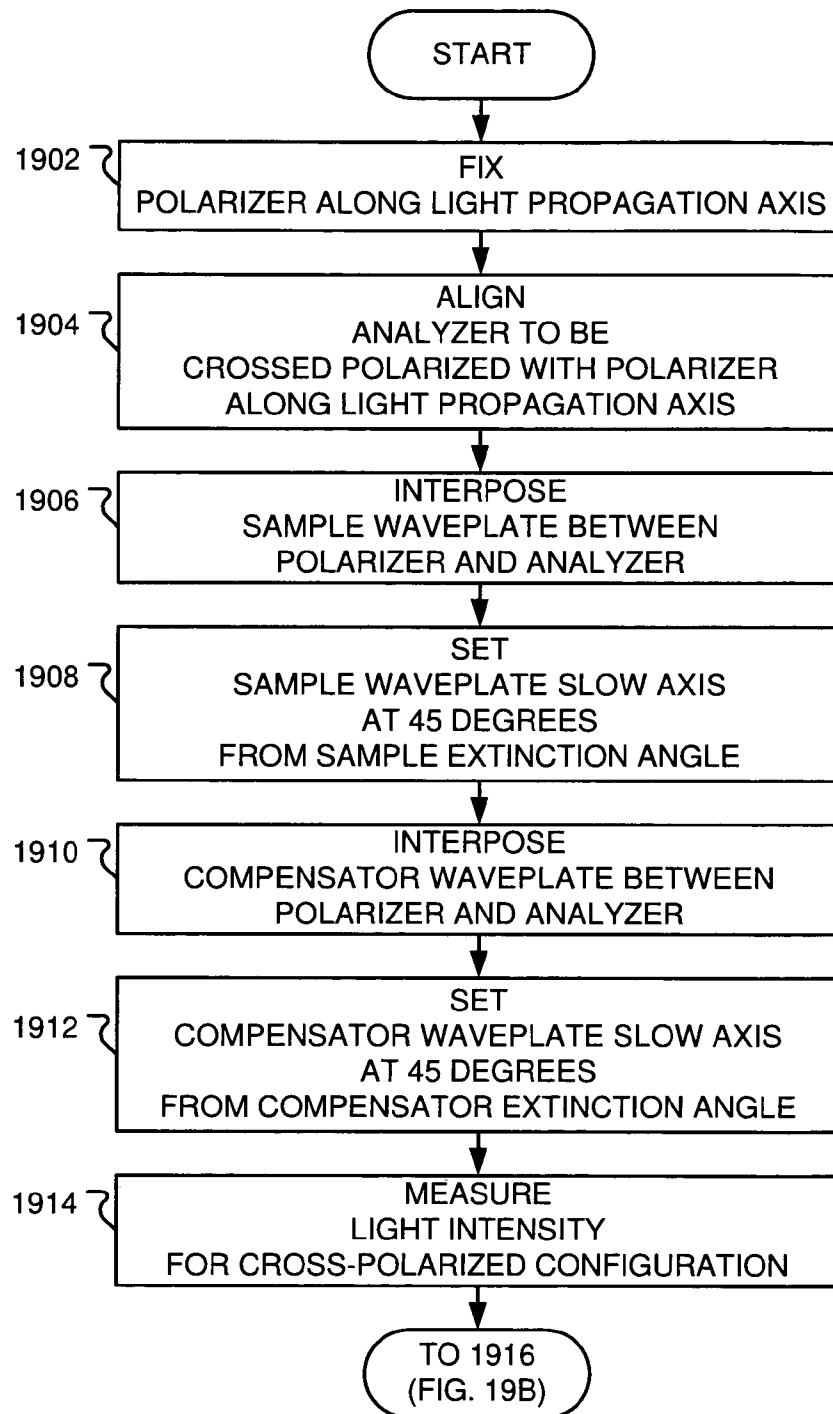 START
1902
FIX
POLARIZER ALONG LIGHT PROPAGATION AXIS
1904
ALIGN
ANALYZER TO BE
CROSSED POLARIZED WITH POLARIZER
ALONG LIGHT PROPAGATION AXIS
1906
INTERPOSE
SAMPLE WAVEPLATE BETWEEN
POLARIZER AND ANALYZER
1908
SET
SAMPLE WAVEPLATE SLOW AXIS
AT 45 DEGREES
FROM SAMPLE EXTINCTION ANGLE
1910
INTERPOSE
COMPENSATOR WAVEPLATE BETWEEN
POLARIZER AND ANALYZER
1912
SET
COMPENSATOR WAVEPLATE SLOW AXIS
AT 45 DEGREES
FROM COMPENSATOR EXTINCTION ANGLE
1914
MEASURE
LIGHT INTENSITY
FOR CROSS-POLARIZED CONFIGURATION
TO 1916
(FIG. 19B)